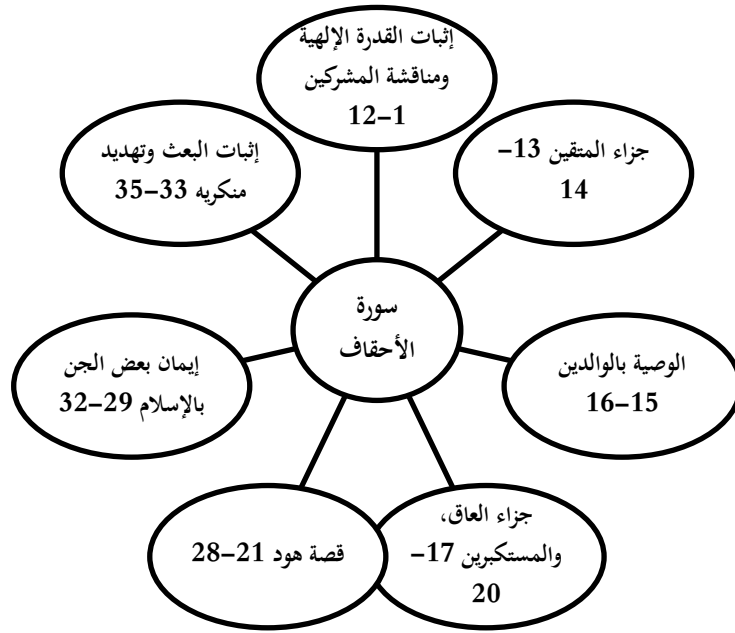 إثبات القدرة الإلهية
ومناقشة المشركين
1–12
جزاء المتقين 13–
14
الوصية بالوالدين
15–16
جزاء العاق،
والمستكبرين 17–
20
قصة هود 21–28
إيمان بعض الجن
بالإسلام 29–32
إثبات البعث وتهديد
منكريه 33–35
سورة
الأحقاف